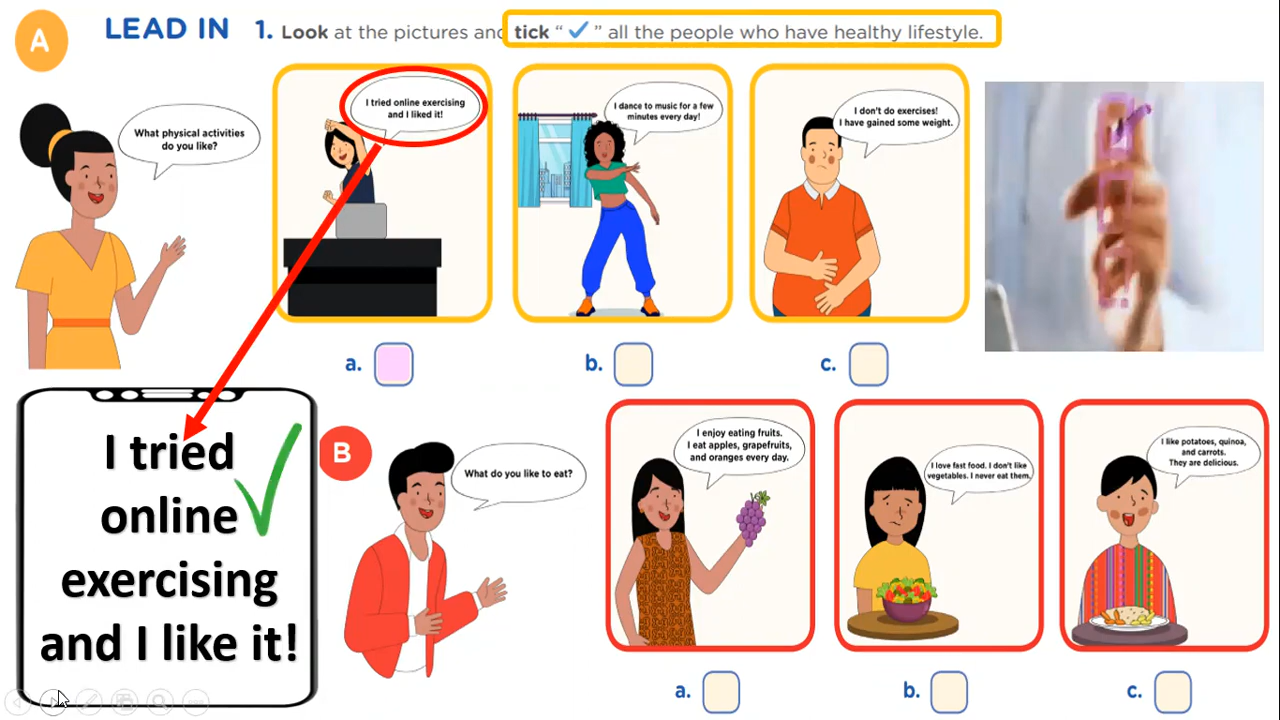 A
LEAD IN 1. Look at the pictures and tick “ ✓ ” all the people who have healthy lifestyle.
What physical activities
do you like?
I tried online exercising
and I liked it!
I dance to music for a few
minutes every day!
I don't do exercises!
I have gained some weight.
a.
b.
c.
I tried
online
exercising
and I like it!
B
What do you like to eat?
I enjoy eating fruits.
I eat apples, grapefruits,
and oranges every day.
I love fast food. I don't like
vegetables. I never eat them.
I like potatoes, quinoa,
and carrots.
They are delicious.
a.
b.
c.